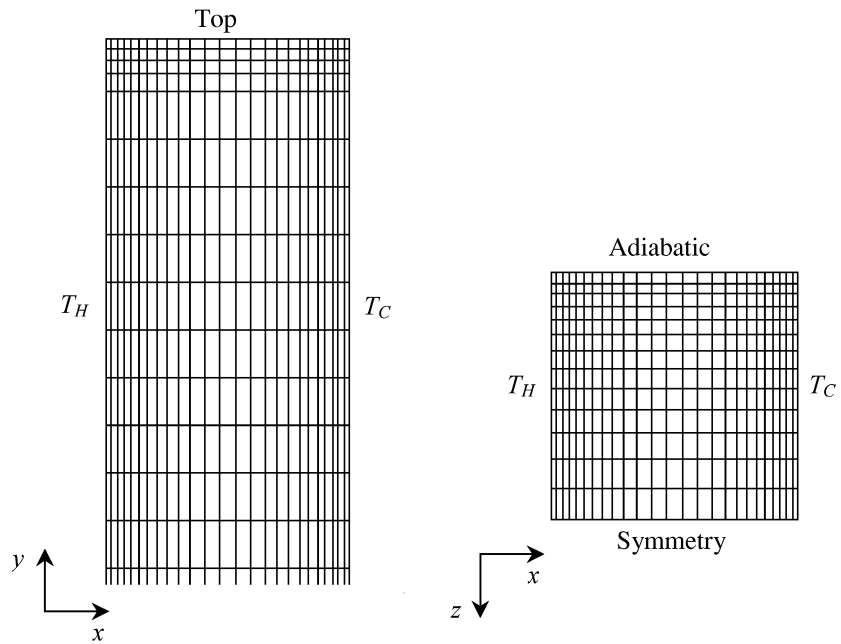 Top
T_H
T_C
y
x
Adiabatic
T_H
T_C
Symmetry
x
z